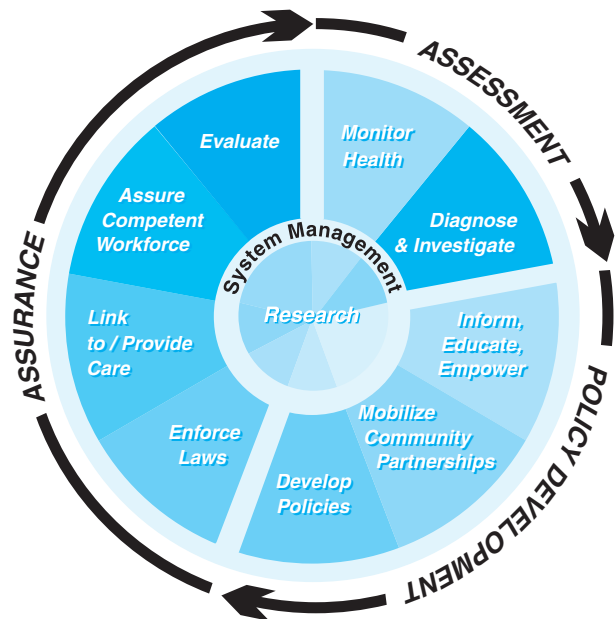 ASSESSMENT
Monitor
Health
Diagnose
& Investigate
POLICY DEVELOPMENT
Inform,
Educate,
Empower
Mobilize
Community
Partnerships
Develop
Policies
ASSURANCE
Enforce
Laws
Link
to / Provide
Care
Assure
Competent
Workforce
Evaluate
System Management
Research